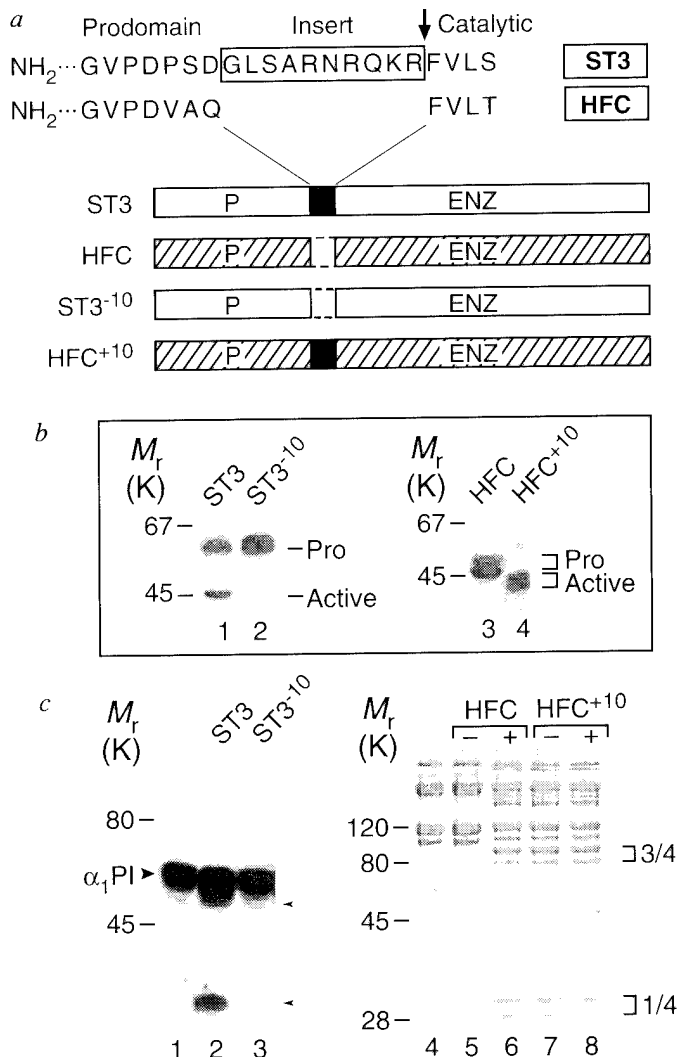 a
Prodomain Insert Catalytic
NH2···GVPDPSDGLSARNRQKRFVLS ST3
NH2···GVPDVAQ FVLT HFC
ST3 P ENZ
HFC P ENZ
ST3-10 P ENZ
HFC+10 P ENZ
b
Mr (K) ST3 ST3-10
67
Pro
45
Active
1 2
Mr (K) HFC HFC+10
67
45
Pro
Active
3 4
c
Mr (K) ST3 ST3-10
80
α1PI
45
1 2 3
Mr (K) HFC HFC+10
− + − +
120
80
3/4
45
1/4
28
4 5 6 7 8